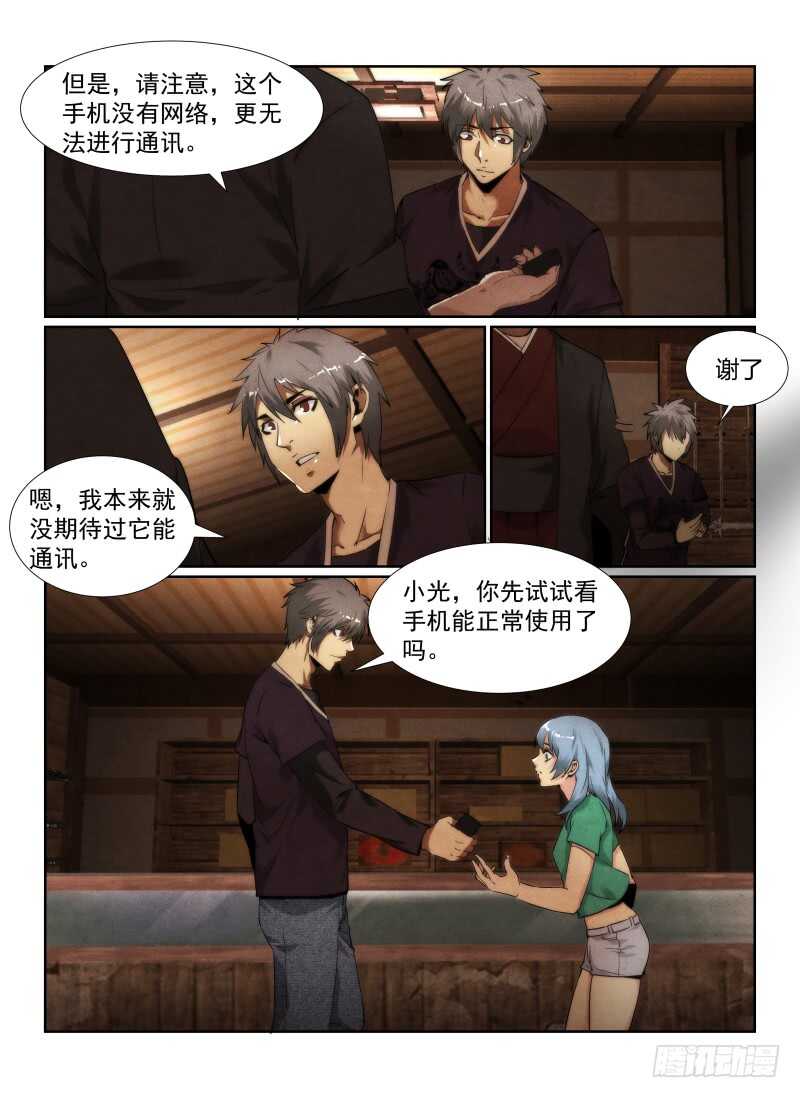 但是，请注意，这个
手机没有网络，更无
法进行通讯。
嗯，我本来就
没期待过它能
通讯。
谢了
小光，你先试试看
手机能正常使用了
吗。
腾讯动漫